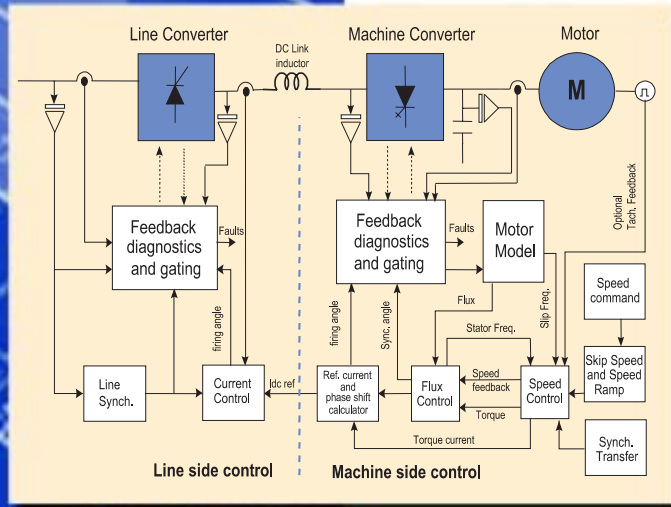 Line Converter
DC Link
inductor
Machine Converter
Motor
M
Optional
Tach. Feedback
Feedback
diagnostics
and gating
Faults
Feedback
diagnostics
and gating
Faults
Motor
Model
Speed
command
firing angle
firing angle
Sync. angle
Flux
Slip Freq.
Stator Freq.
Line
Synch.
Current
Control
Idc ref
Ref. current
and
phase shift
calculator
Flux
Control
Speed
feedback
Torque
Speed
Control
Skip Speed
and Speed
Ramp
Torque current
Synch.
Transfer
Line side control
Machine side control